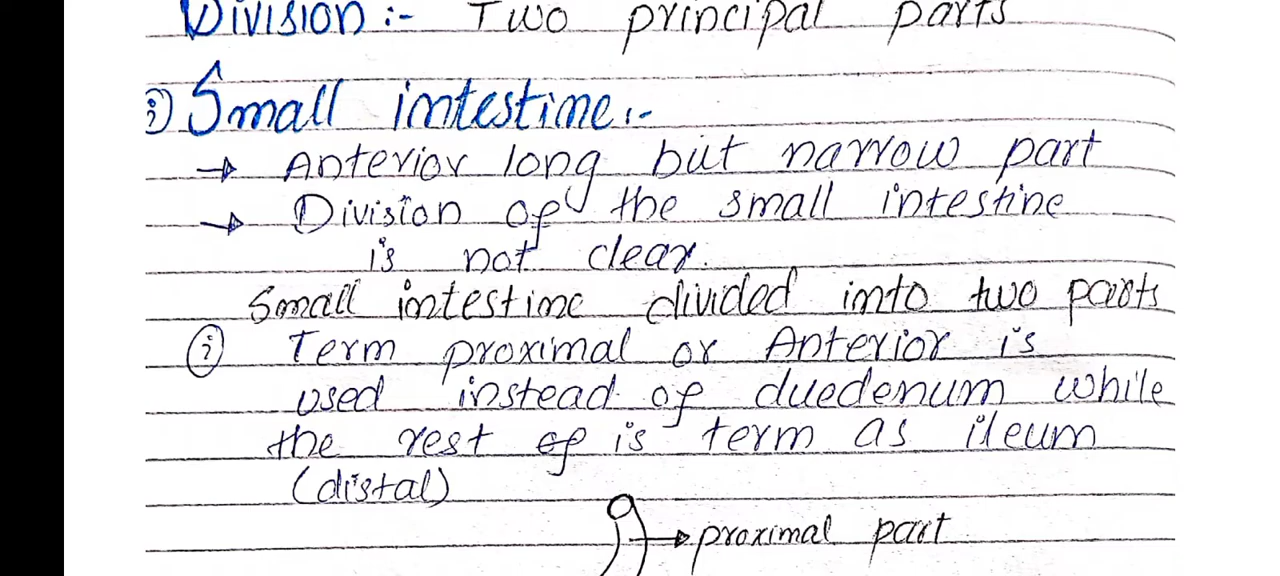 Division :- Two principal parts
i) Small intestine :-
→ Anterior long but narrow part
→ Division of the small intestine
is not clear.
Small intestine divided into two parts
i Term proximal or Anterior is
used instead of duedenum while
the rest of is term as ileum
(distal)
→ proximal part